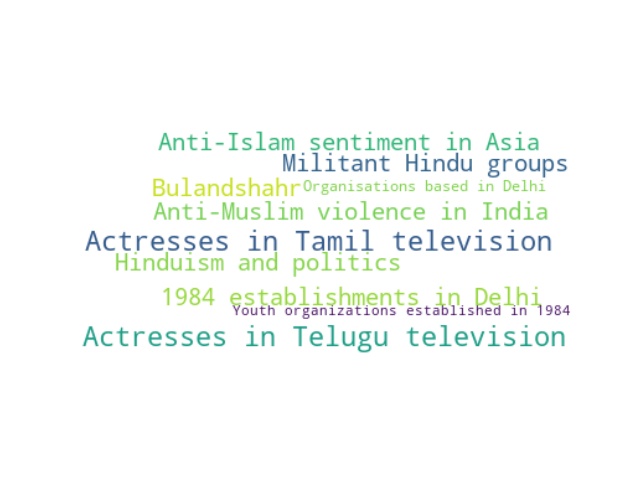 Anti-Islam sentiment in Asia
Militant Hindu groups
Bulandshahr
Organisations based in Delhi
Anti-Muslim violence in India
Actresses in Tamil television
Hinduism and politics
1984 establishments in Delhi
Youth organizations established in 1984
Actresses in Telugu television